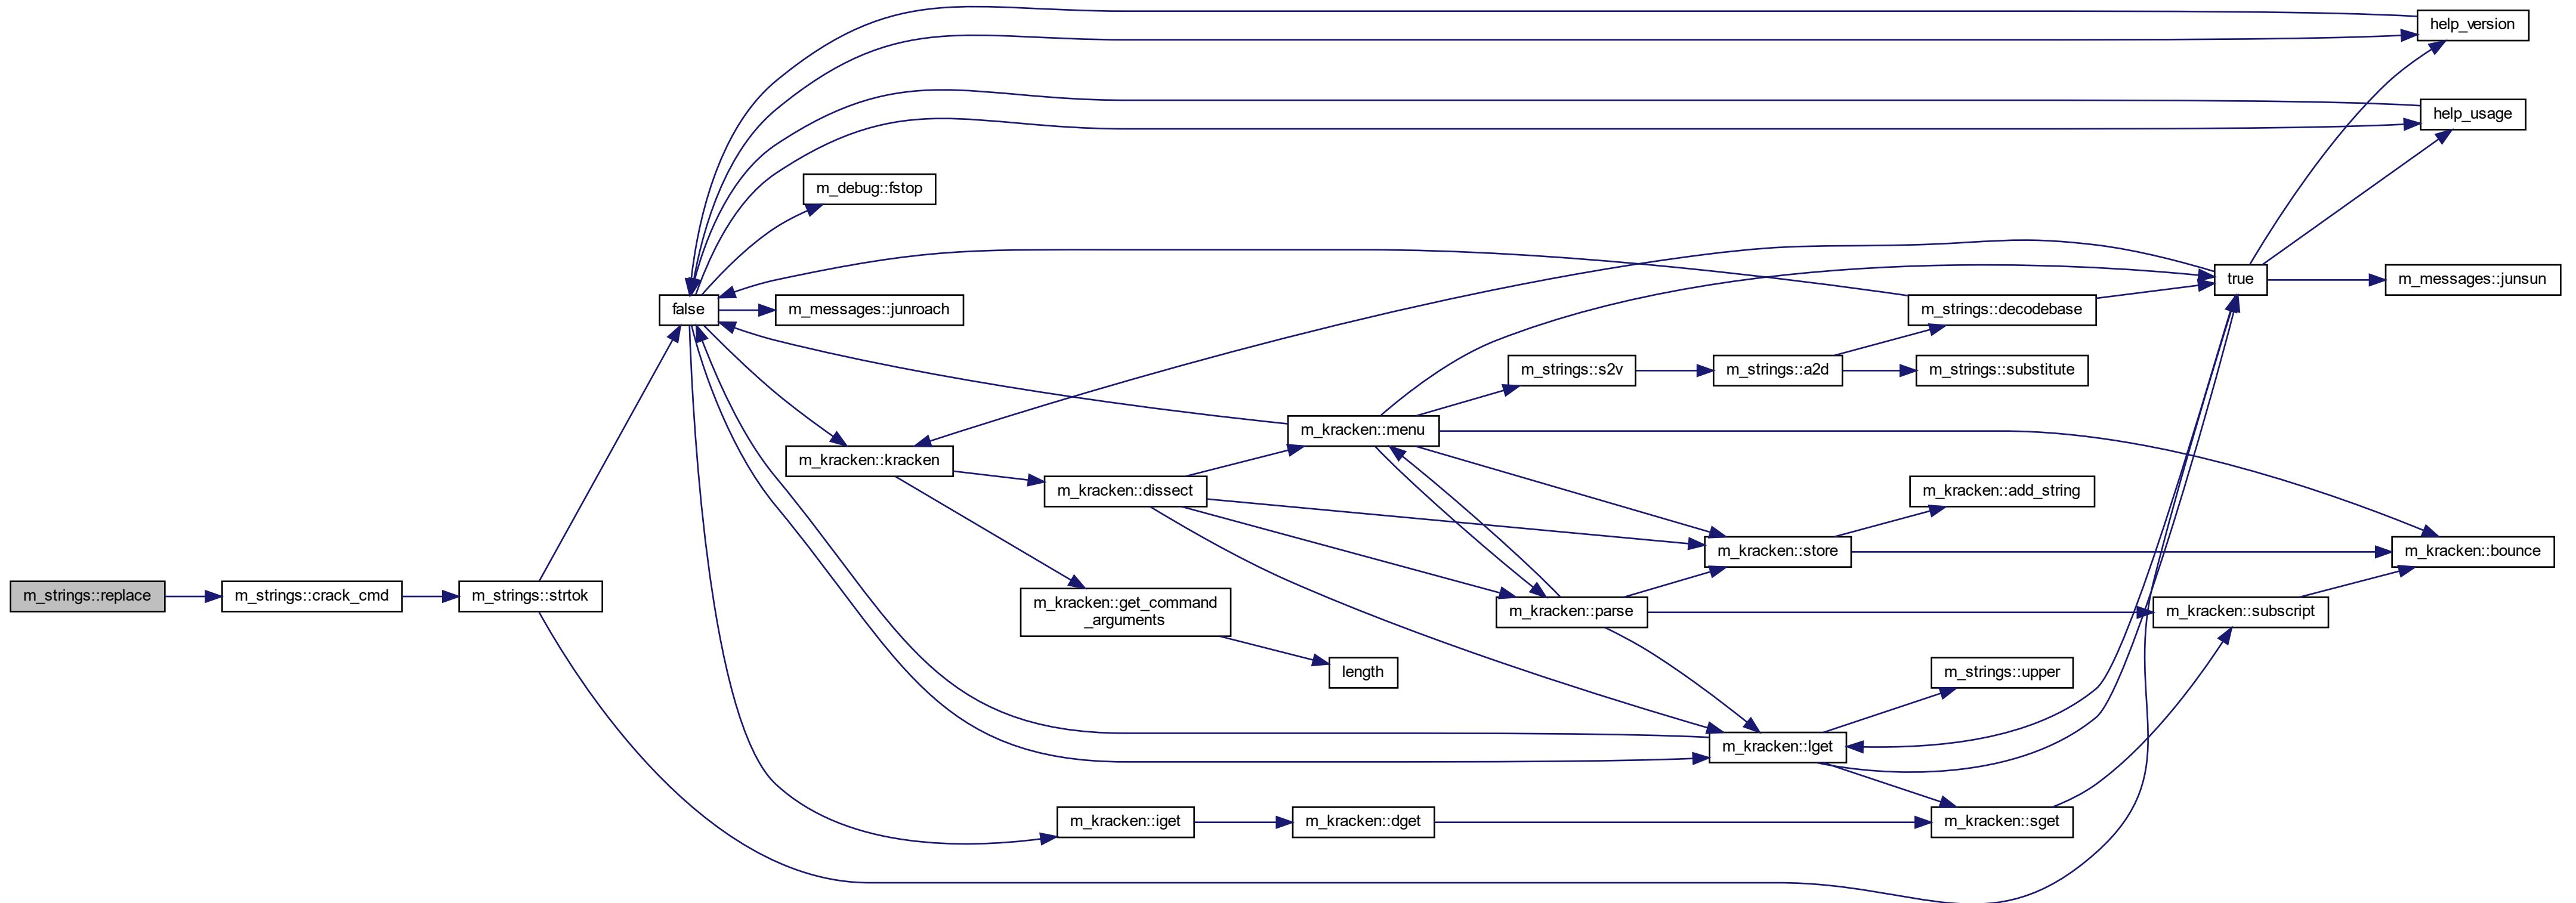 help_version
help_usage
m_debug::fstop
true
m_messages::junsun
false
m_messages::junroach
m_strings::decodebase
m_strings::s2v
m_strings::a2d
m_strings::substitute
m_kracken::menu
m_kracken::kracken
m_kracken::dissect
m_kracken::add_string
m_kracken::store
m_kracken::bounce
m_strings::replace
m_strings::crack_cmd
m_strings::strtok
m_kracken::get_command
_arguments
m_kracken::parse
m_kracken::subscript
length
m_strings::upper
m_kracken::lget
m_kracken::iget
m_kracken::dget
m_kracken::sget